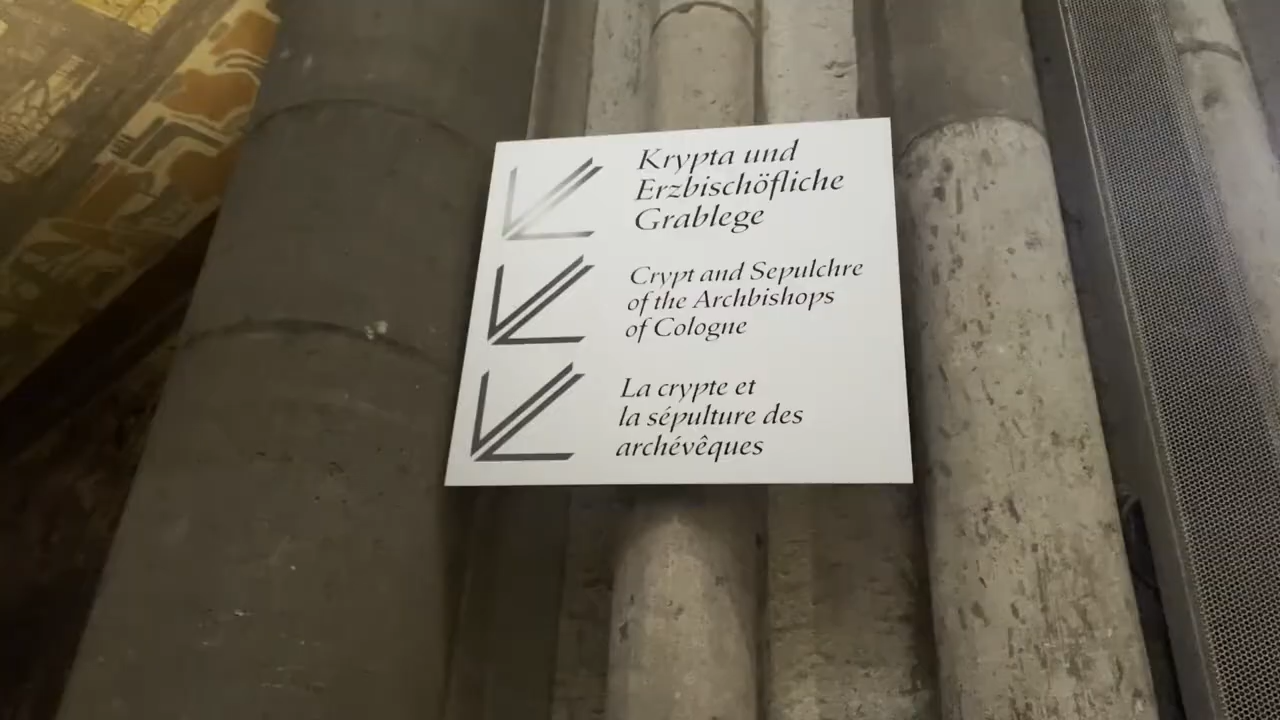 Krypta und
Erzbischöfliche
Grablege
Crypt and Sepulchre
of the Archbishops
of Cologne
La crypte et
la sépulture des
archévêques